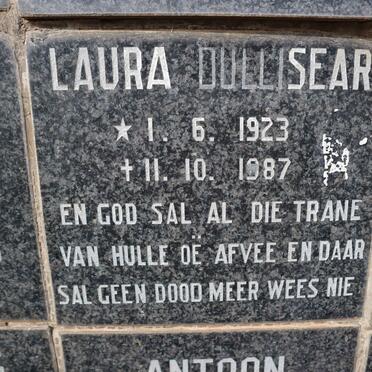 LAURA DULLISEAR
★ 1. 6. 1923
✝ 11. 10. 1987
EN GOD SAL AL DIE TRANE
VAN HULLE OË AFVEE EN DAAR
SAL GEEN DOOD MEER WEES NIE
ANTOON